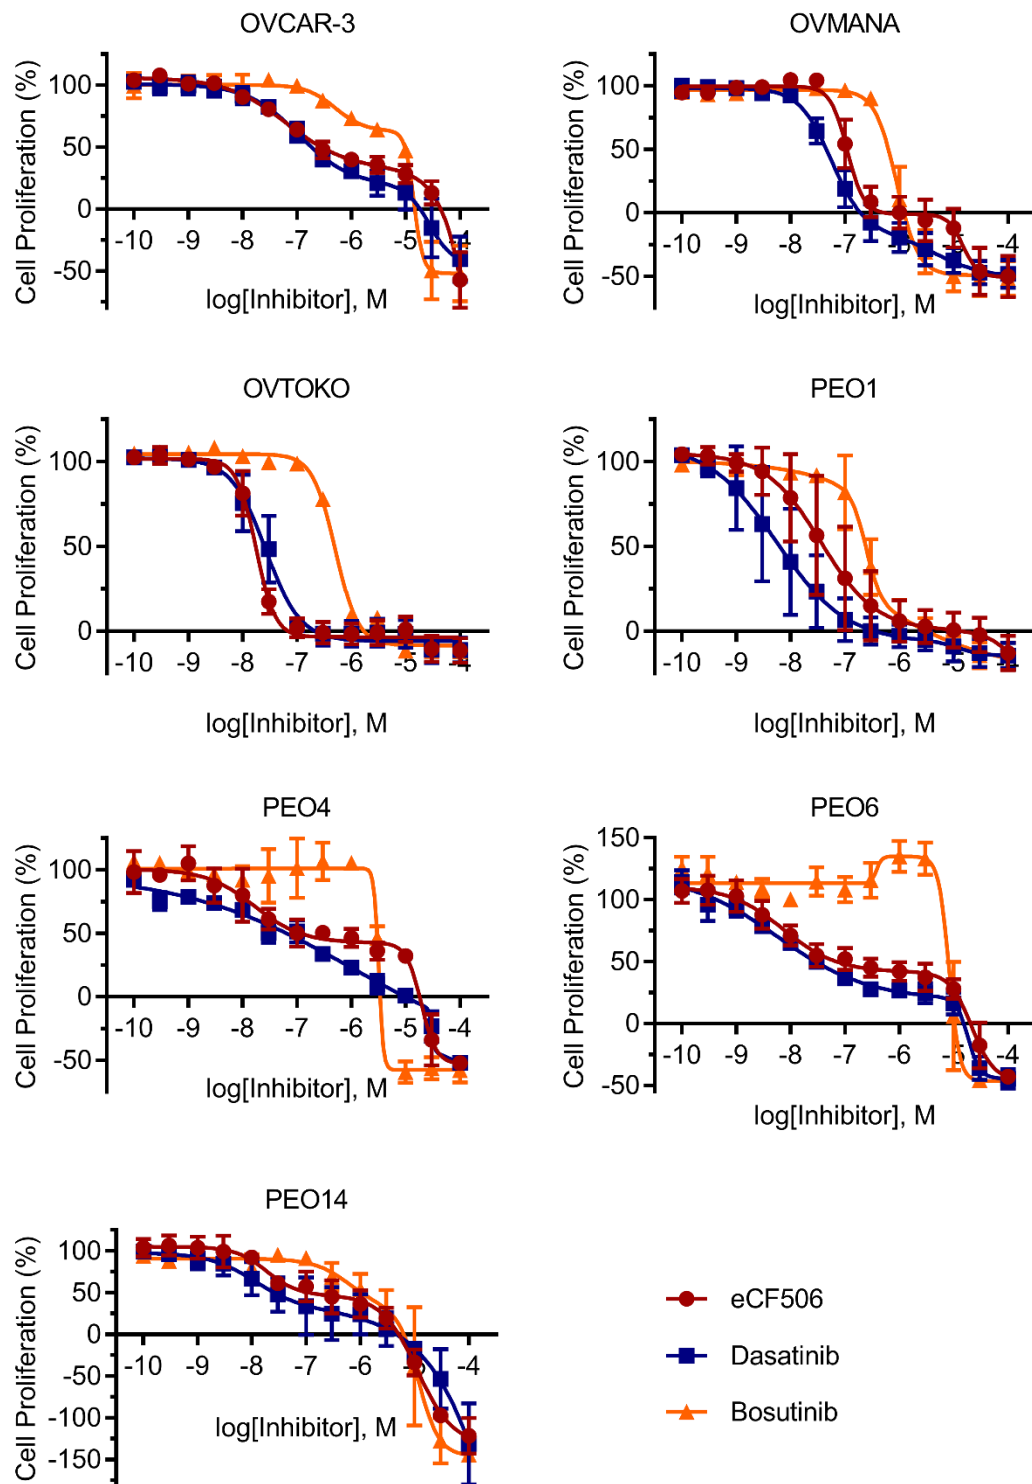 OVCAR-3
Cell Proliferation (%)
100
50
0
-50
-10 -9 -8 -7 -6 -5 -4
log[Inhibitor], M
OVMANA
Cell Proliferation (%)
100
50
0
-50
-10 -9 -8 -7 -6 -5 -4
log[Inhibitor], M
OVTOKO
Cell Proliferation (%)
100
50
0
-10 -9 -8 -7 -6 -5 -4
log[Inhibitor], M
PEO1
Cell Proliferation (%)
100
50
0
-10 -9 -8 -7 -6 -5 -4
log[Inhibitor], M
PEO4
Cell Proliferation (%)
100
50
0
-50
-10 -9 -8 -7 -6 -5 -4
log[Inhibitor], M
PEO6
Cell Proliferation (%)
150
100
50
0
-50
-10 -9 -8 -7 -6 -5 -4
log[Inhibitor], M
PEO14
Cell Proliferation (%)
100
50
0
-50
-100
-150
-10 -9 -8 -7 -6 -5 -4
log[Inhibitor], M
eCF506
Dasatinib
Bosutinib